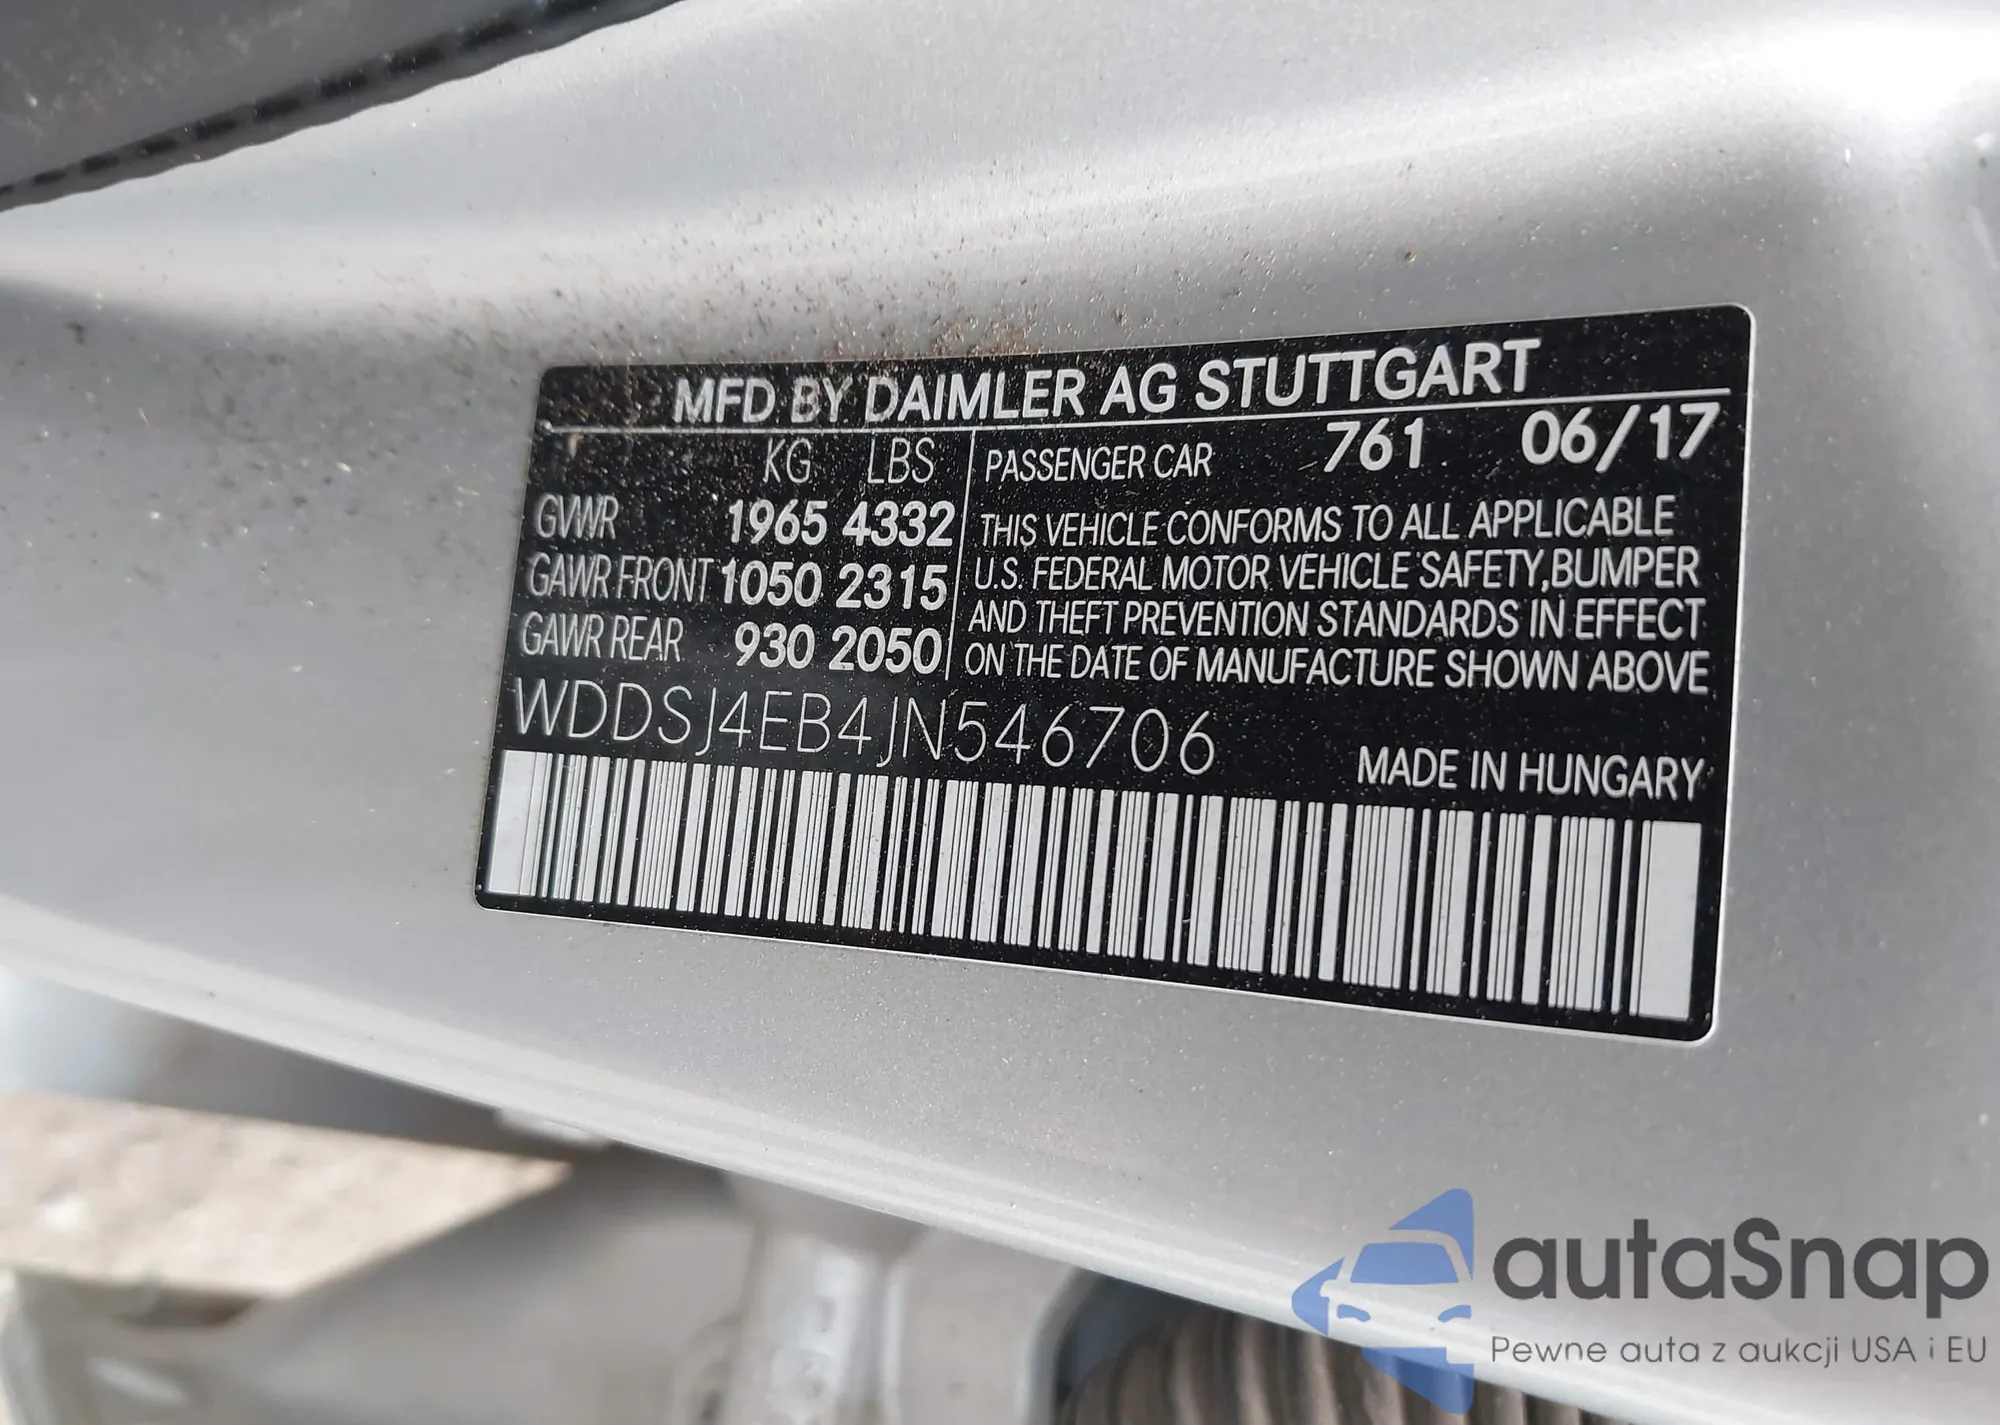 MFD BY DAIMLER AG STUTTGART
KG LBS
GVWR 1965 4332
GAWR FRONT 1050 2315
GAWR REAR 930 2050
PASSENGER CAR 761 06/17
THIS VEHICLE CONFORMS TO ALL APPLICABLE
U.S. FEDERAL MOTOR VEHICLE SAFETY,BUMPER
AND THEFT PREVENTION STANDARDS IN EFFECT
ON THE DATE OF MANUFACTURE SHOWN ABOVE
WDDSJ4EB4JN546706
MADE IN HUNGARY
autaSnap
Pewne auta z aukcji USA i EU